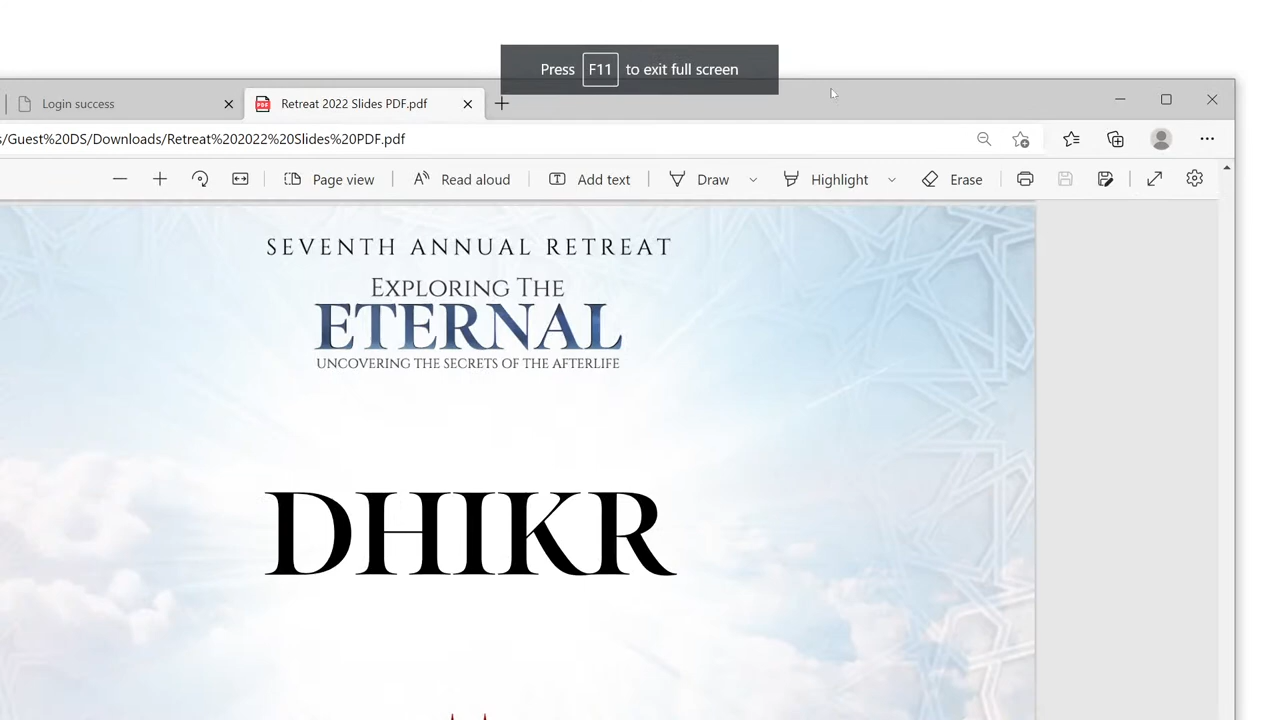 Press F11 to exit full screen
Login success
Retreat 2022 Slides PDF.pdf
s/Guest%20DS/Downloads/Retreat%202022%20Slides%20PDF.pdf
Page view
Read aloud
Add text
Draw
Highlight
Erase
SEVENTH ANNUAL RETREAT
EXPLORING THE
ETERNAL
UNCOVERING THE SECRETS OF THE AFTERLIFE
DHIKR